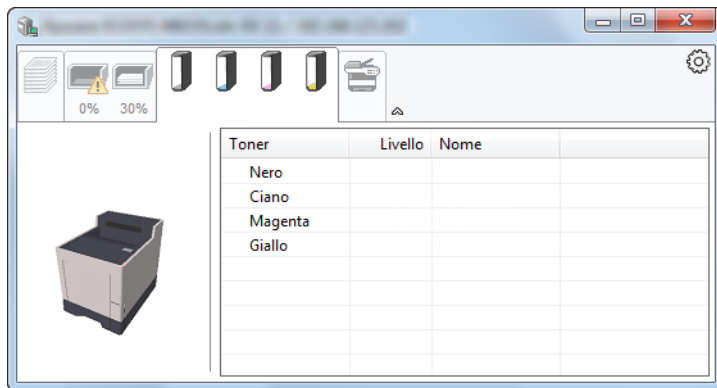 0% 30%
Toner Livello Nome
Nero
Ciano
Magenta
Giallo